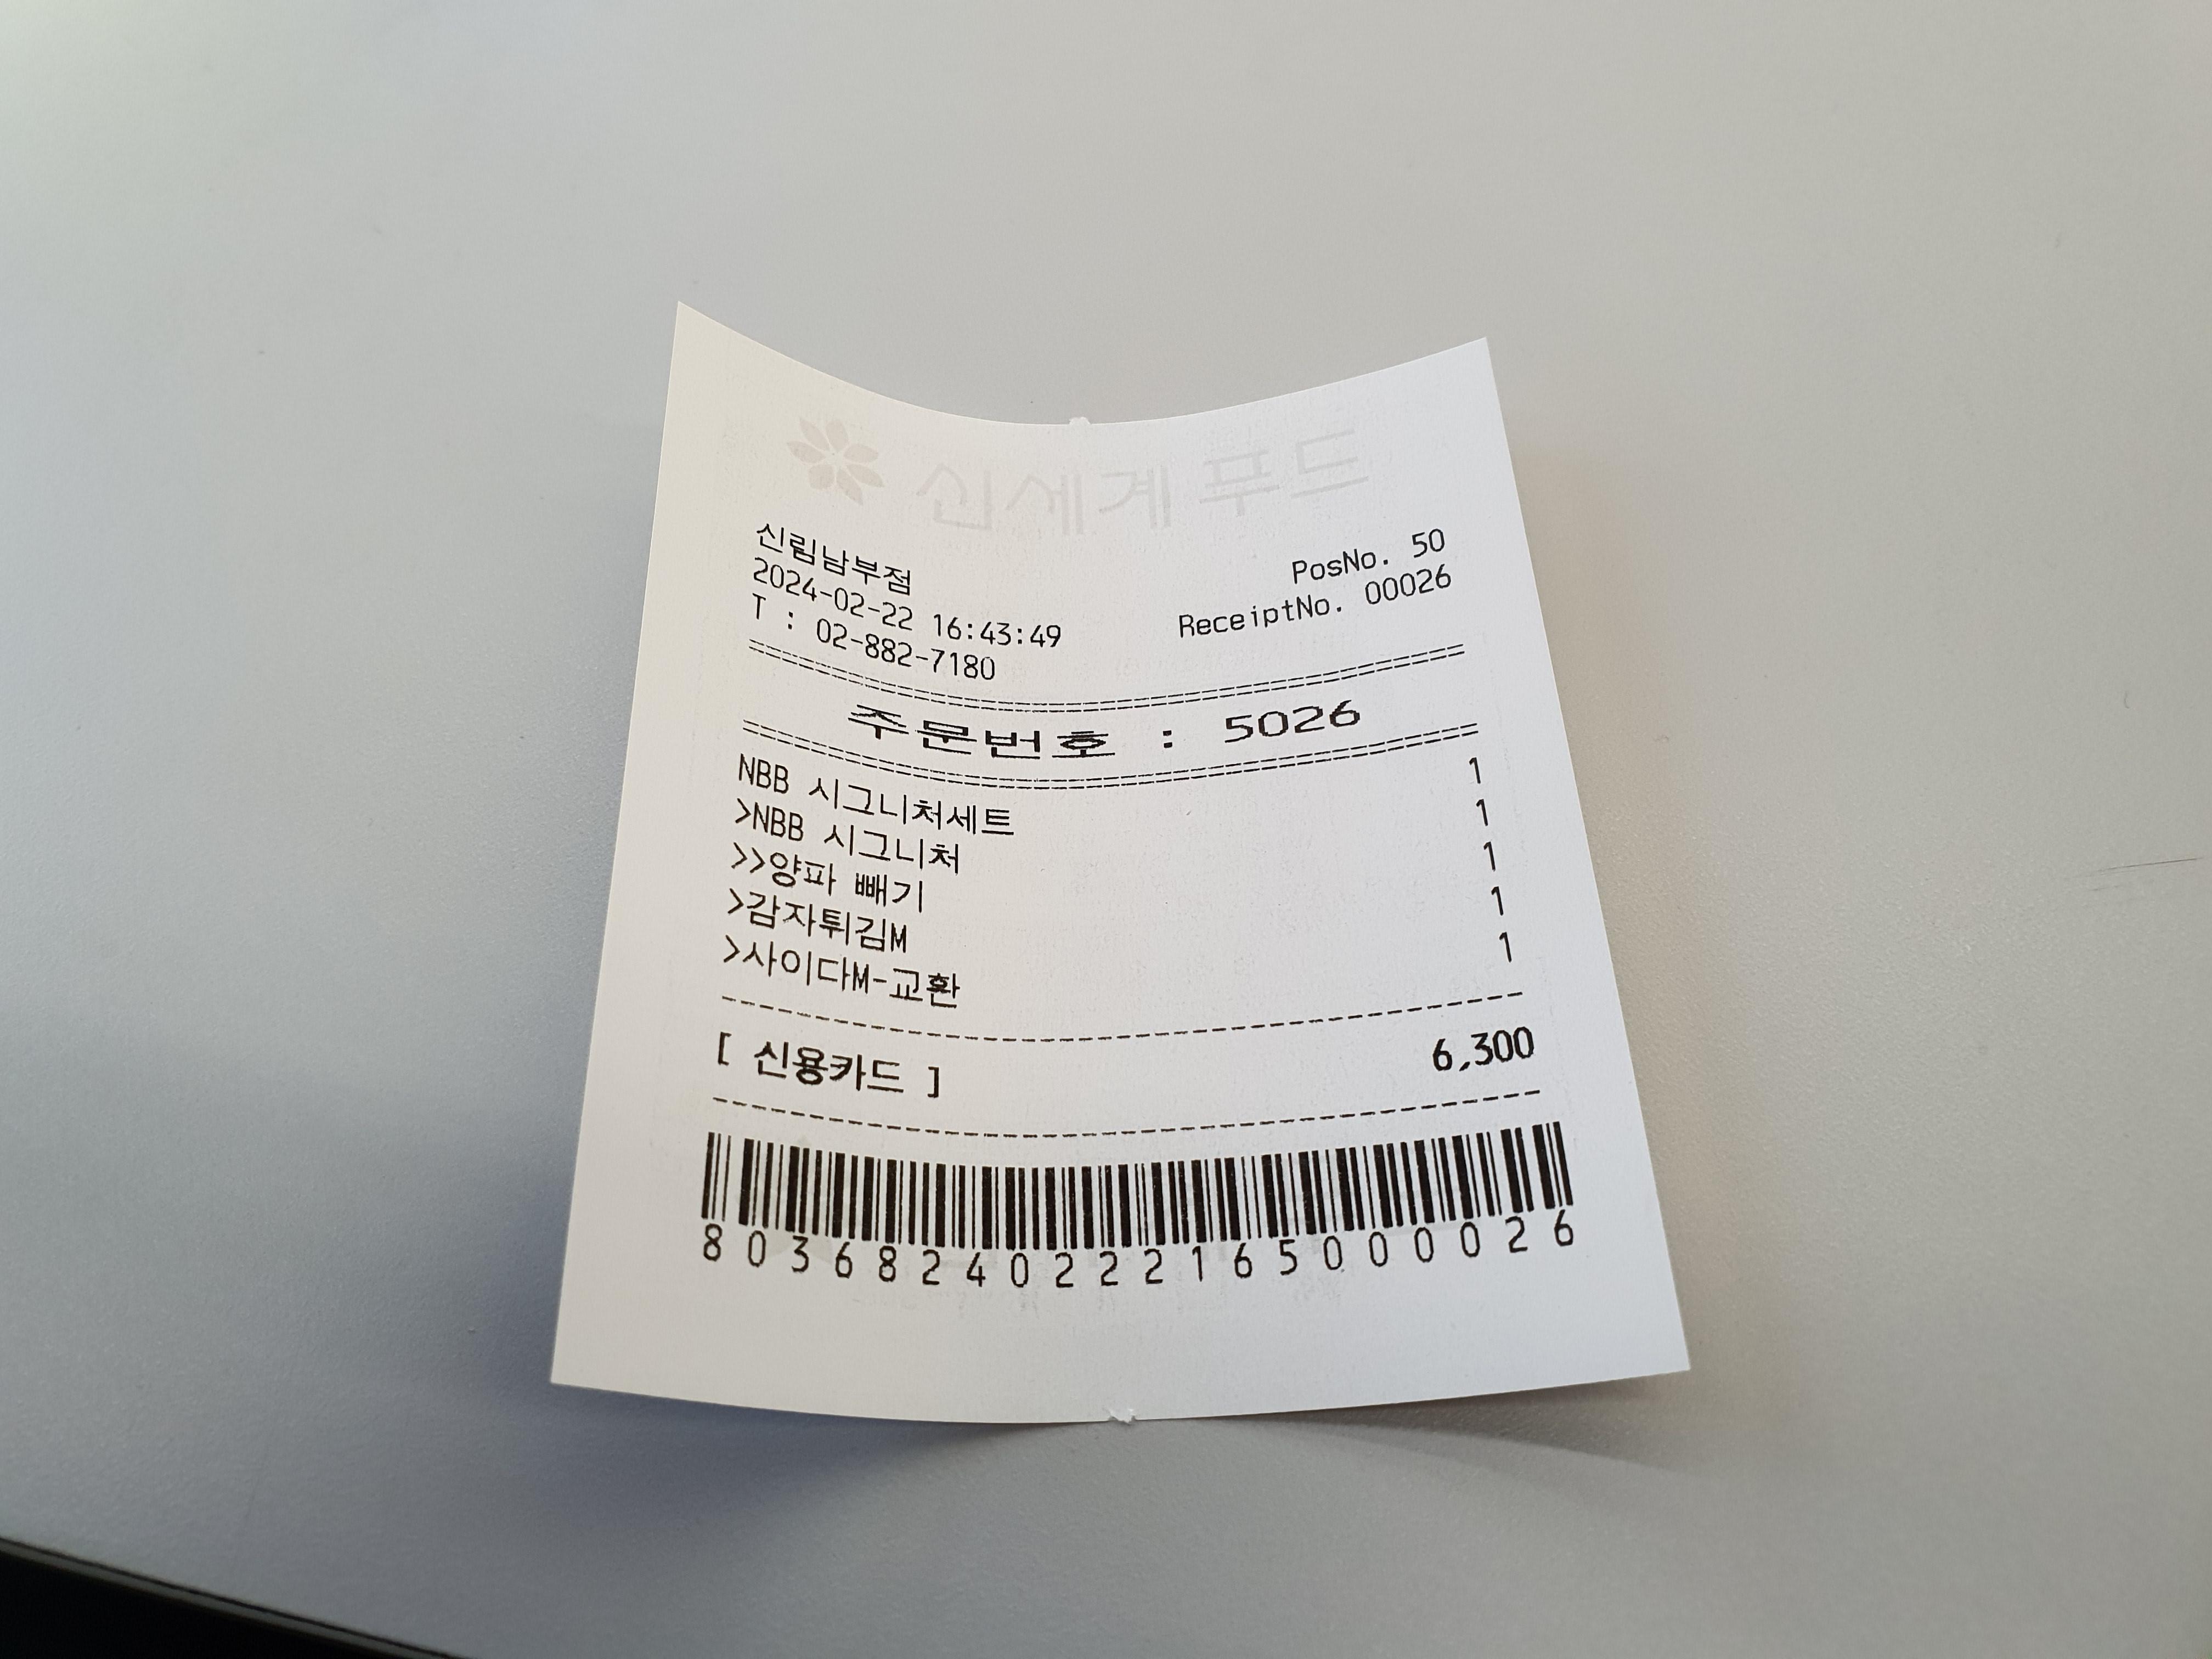 신세계푸드
신림남부점 PosNo. 50
2024-02-22 16:43:49 ReceiptNo. 00026
T : 02-882-7180
주문번호 : 5026
NBB 시그니처세트 1
>NBB 시그니처 1
>>양파 빼기 1
>감자튀김M 1
>사이다M-교환 1
[ 신용카드 ] 6,300
80368240222165000026